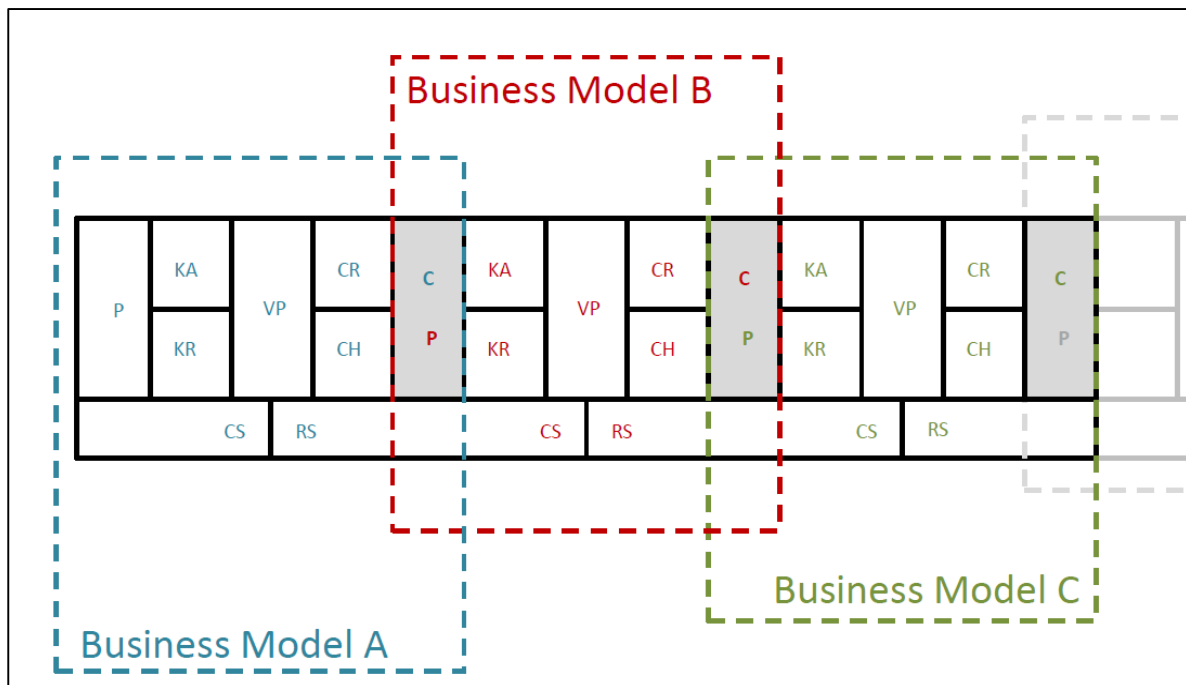 Business Model B
KA CR C KA CR C KA CR C
P VP VP VP
KR CH P KR CH P KR CH P
CS RS CS RS CS RS
Business Model C
Business Model A